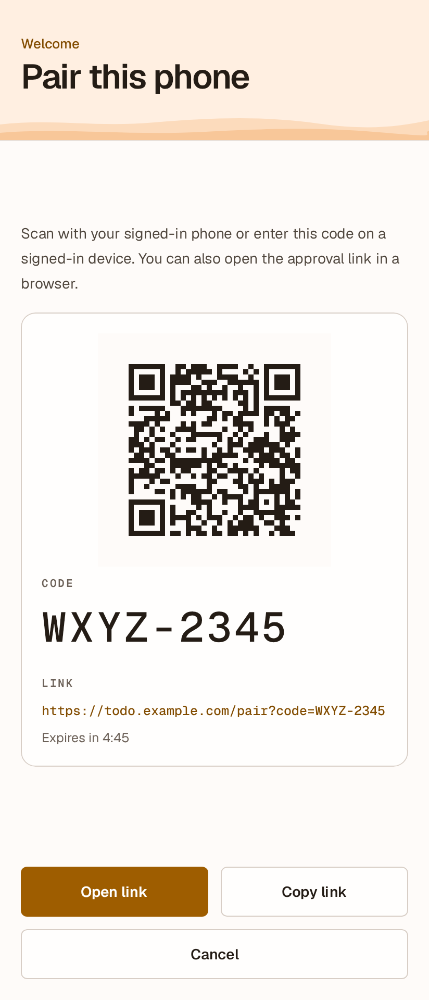 Welcome
Pair this phone
Scan with your signed-in phone or enter this code on a
signed-in device. You can also open the approval link in a
browser.
CODE
WXYZ-2345
LINK
https://todo.example.com/pair?code=WXYZ-2345
Expires in 4:45
Open link
Copy link
Cancel